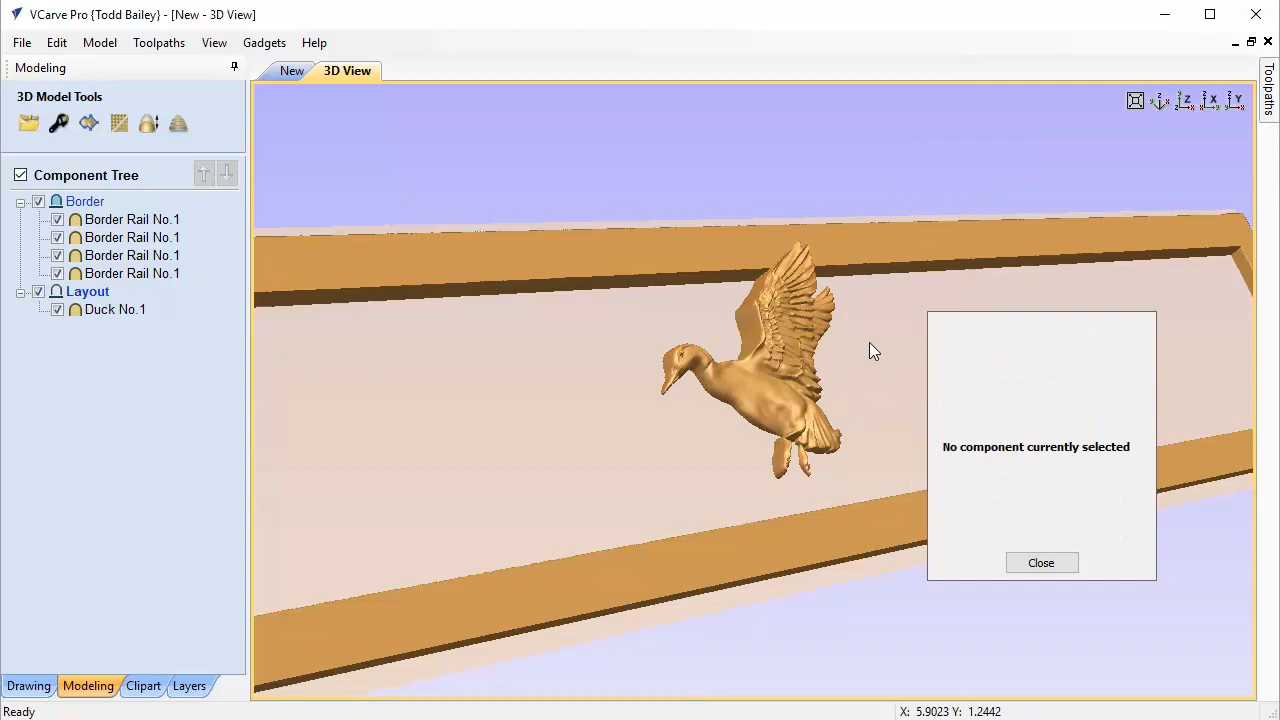 VCarve Pro {Todd Bailey} - [New - 3D View]
File Edit Model Toolpaths View Gadgets Help
Modeling
New 3D View
3D Model Tools
Z X Y
Toolpaths
Component Tree
Border
Border Rail No.1
Border Rail No.1
Border Rail No.1
Border Rail No.1
Layout
Duck No.1
No component currently selected
Close
Drawing Modeling Clipart Layers
Ready X: 5.9023 Y: 1.2442